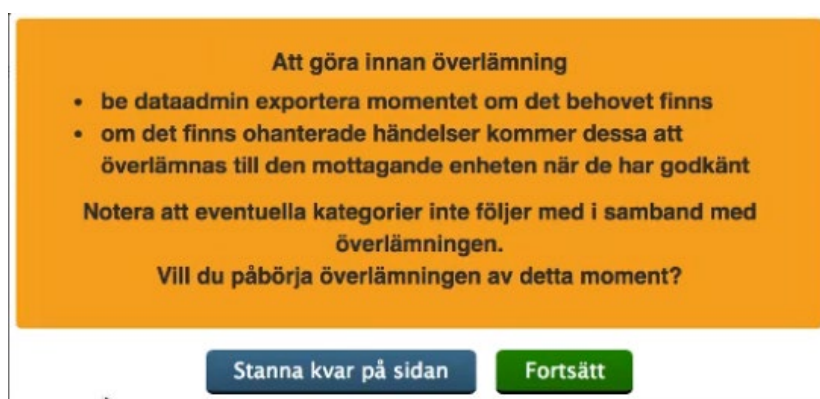 Att göra innan överlämning
• be dataadmin exportera momentet om det behovet finns
• om det finns ohanterade händelser kommer dessa att
överlämnas till den mottagande enheten när de har godkänt
Notera att eventuella kategorier inte följer med i samband med
överlämningen.
Vill du påbörja överlämningen av detta moment?
Stanna kvar på sidan
Fortsätt